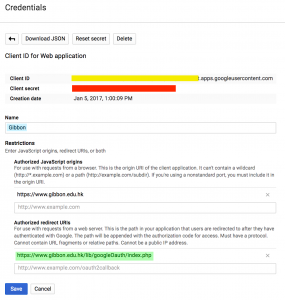 Credentials
Download JSON Reset secret Delete
Client ID for Web application
Client ID .apps.googleusercontent.com
Client secret
Creation date Jan 5, 2017, 1:00:09 PM
Name
Gibbon
Restrictions
Enter JavaScript origins, redirect URIs, or both
Authorized JavaScript origins
For use with requests from a browser. This is the origin URI of the client application. It can't contain a wildcard
(http://*.example.com) or a path (http://example.com/subdir). If you're using a nonstandard port, you must include it in
the origin URI.
https://www.gibbon.edu.hk
http://www.example.com
Authorized redirect URIs
For use with requests from a web server. This is the path in your application that users are redirected to after they have
authenticated with Google. The path will be appended with the authorization code for access. Must have a protocol.
Cannot contain URL fragments or relative paths. Cannot be a public IP address.
https://www.gibbon.edu.hk/lib/googleOauth/index.php
http://www.example.com/oauth2callback
Save Cancel